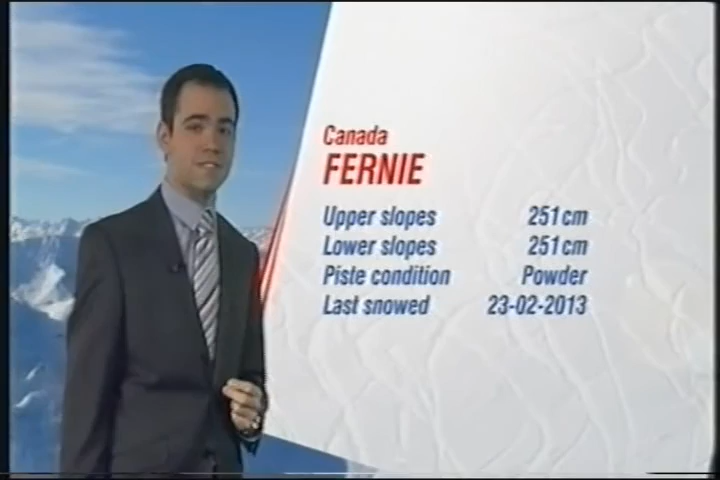 Canada
FERNIE
Upper slopes 251cm
Lower slopes 251cm
Piste condition Powder
Last snowed 23-02-2013